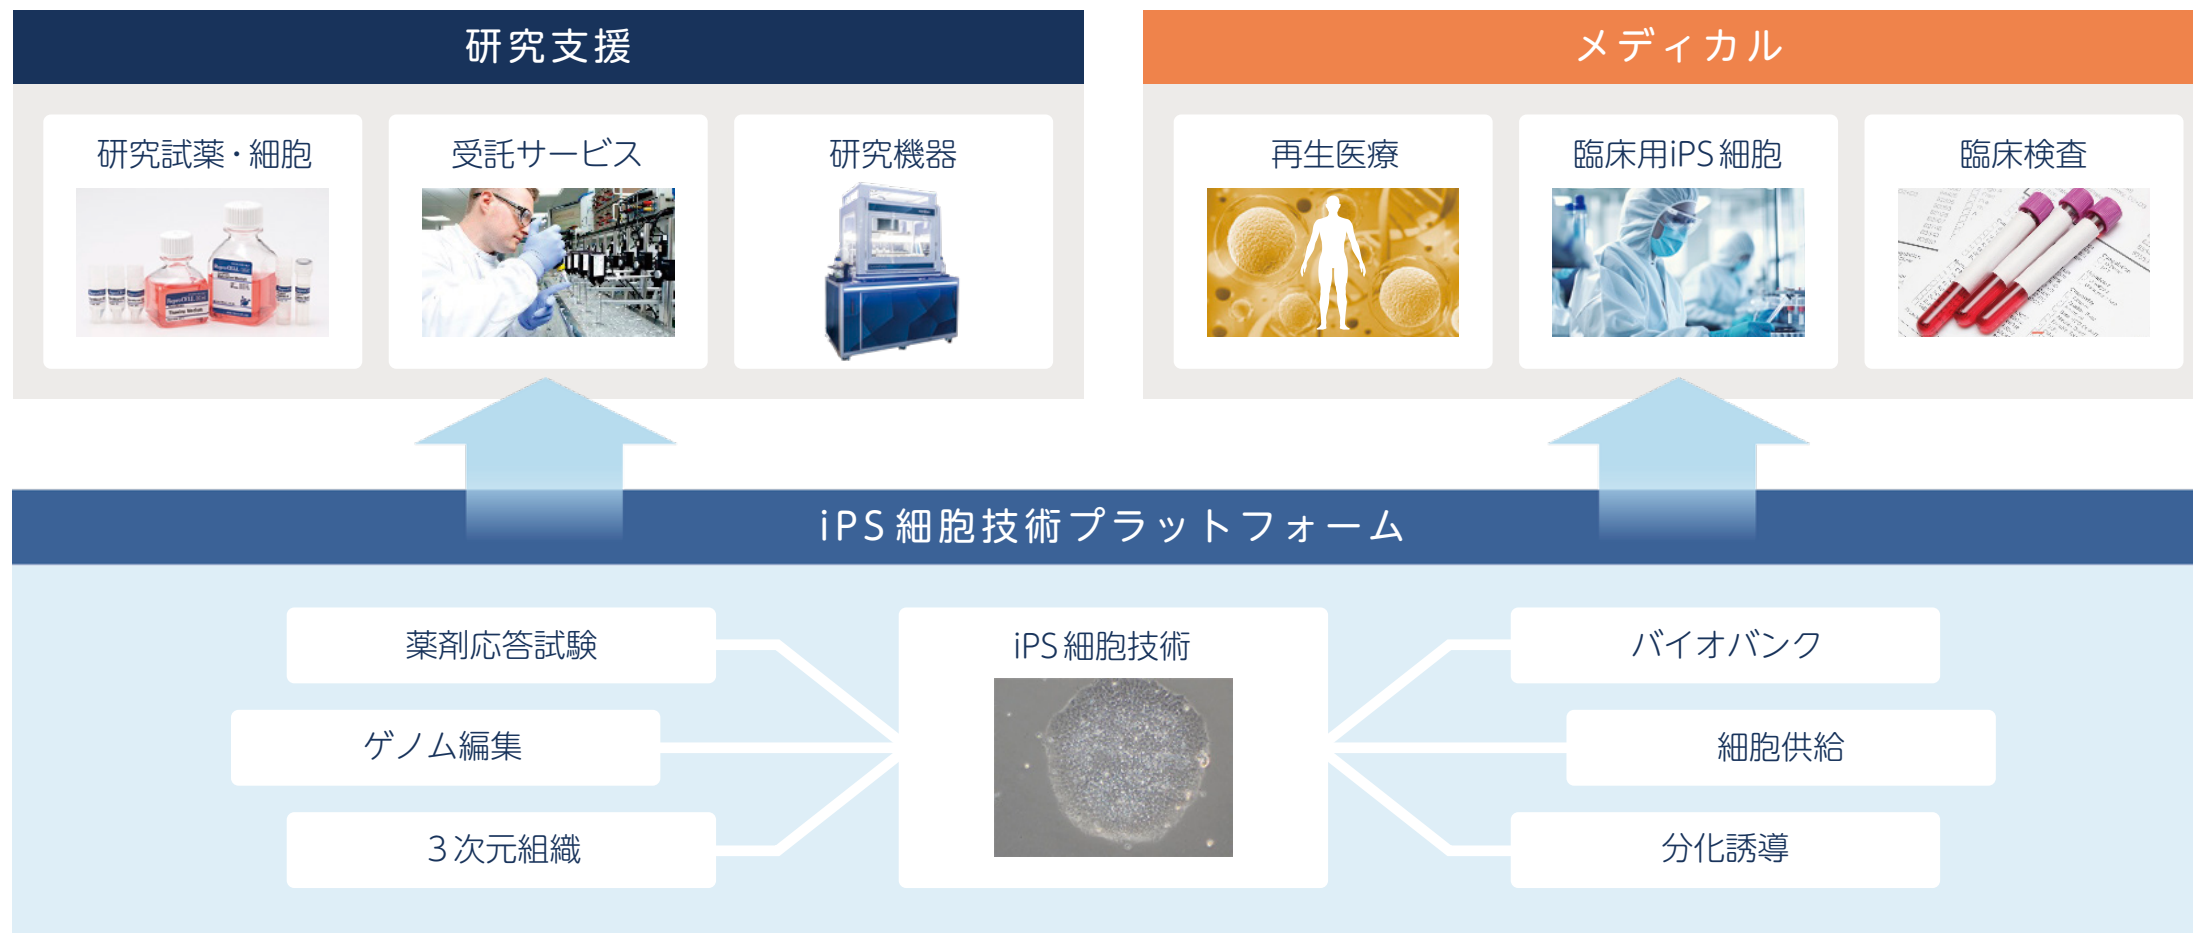 研究支援
メディカル
研究試薬・細胞
受託サービス
研究機器
再生医療
臨床用iPS細胞
臨床検査
iPS細胞技術プラットフォーム
薬剤応答試験
ゲノム編集
3次元組織
iPS細胞技術
バイオバンク
細胞供給
分化誘導